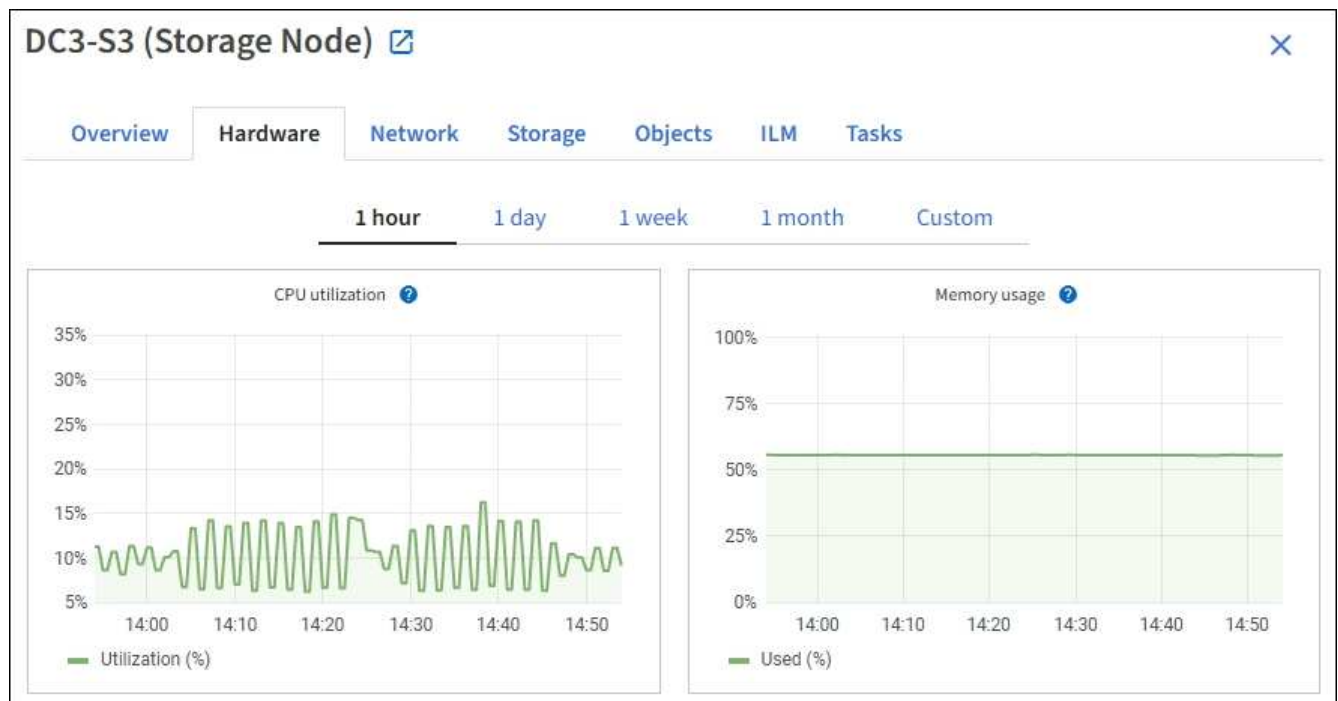 DC3-S3 (Storage Node)
Overview Hardware Network Storage Objects ILM Tasks
1 hour 1 day 1 week 1 month Custom
CPU utilization ?
35%
30%
25%
20%
15%
10%
5%
14:00 14:10 14:20 14:30 14:40 14:50
Utilization (%)
Memory usage ?
100%
75%
50%
25%
0%
14:00 14:10 14:20 14:30 14:40 14:50
Used (%)